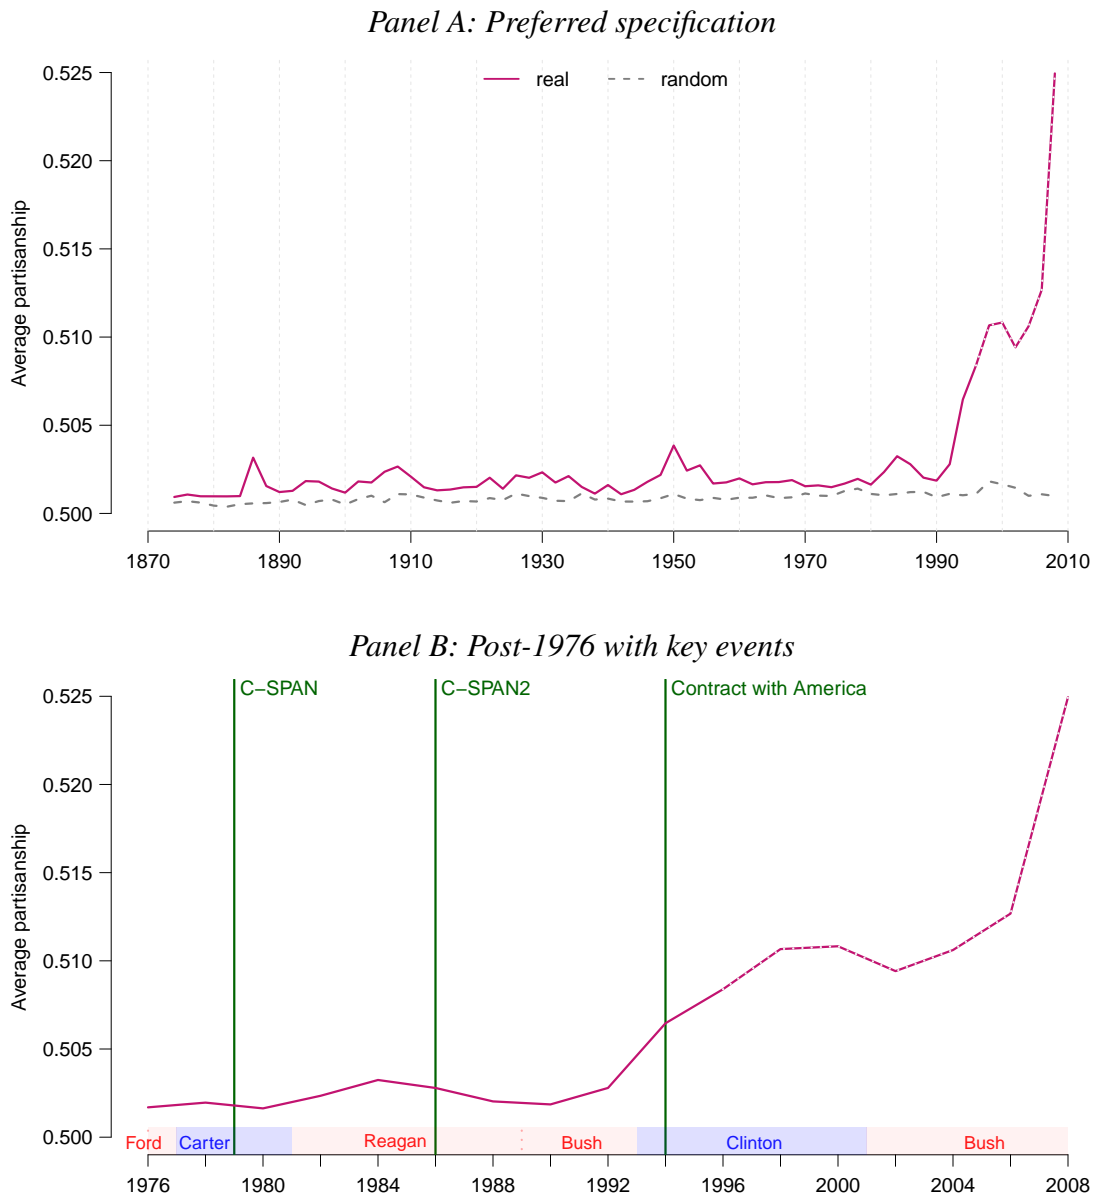 Panel A: Preferred specification
real random
0.525
0.520
0.515
0.510
0.505
0.500
Average partisanship
1870 1890 1910 1930 1950 1970 1990 2010
Panel B: Post-1976 with key events
C−SPAN C−SPAN2 Contract with America
0.525
0.520
0.515
0.510
0.505
0.500
Average partisanship
Ford Carter Reagan Bush Clinton Bush
1976 1980 1984 1988 1992 1996 2000 2004 2008